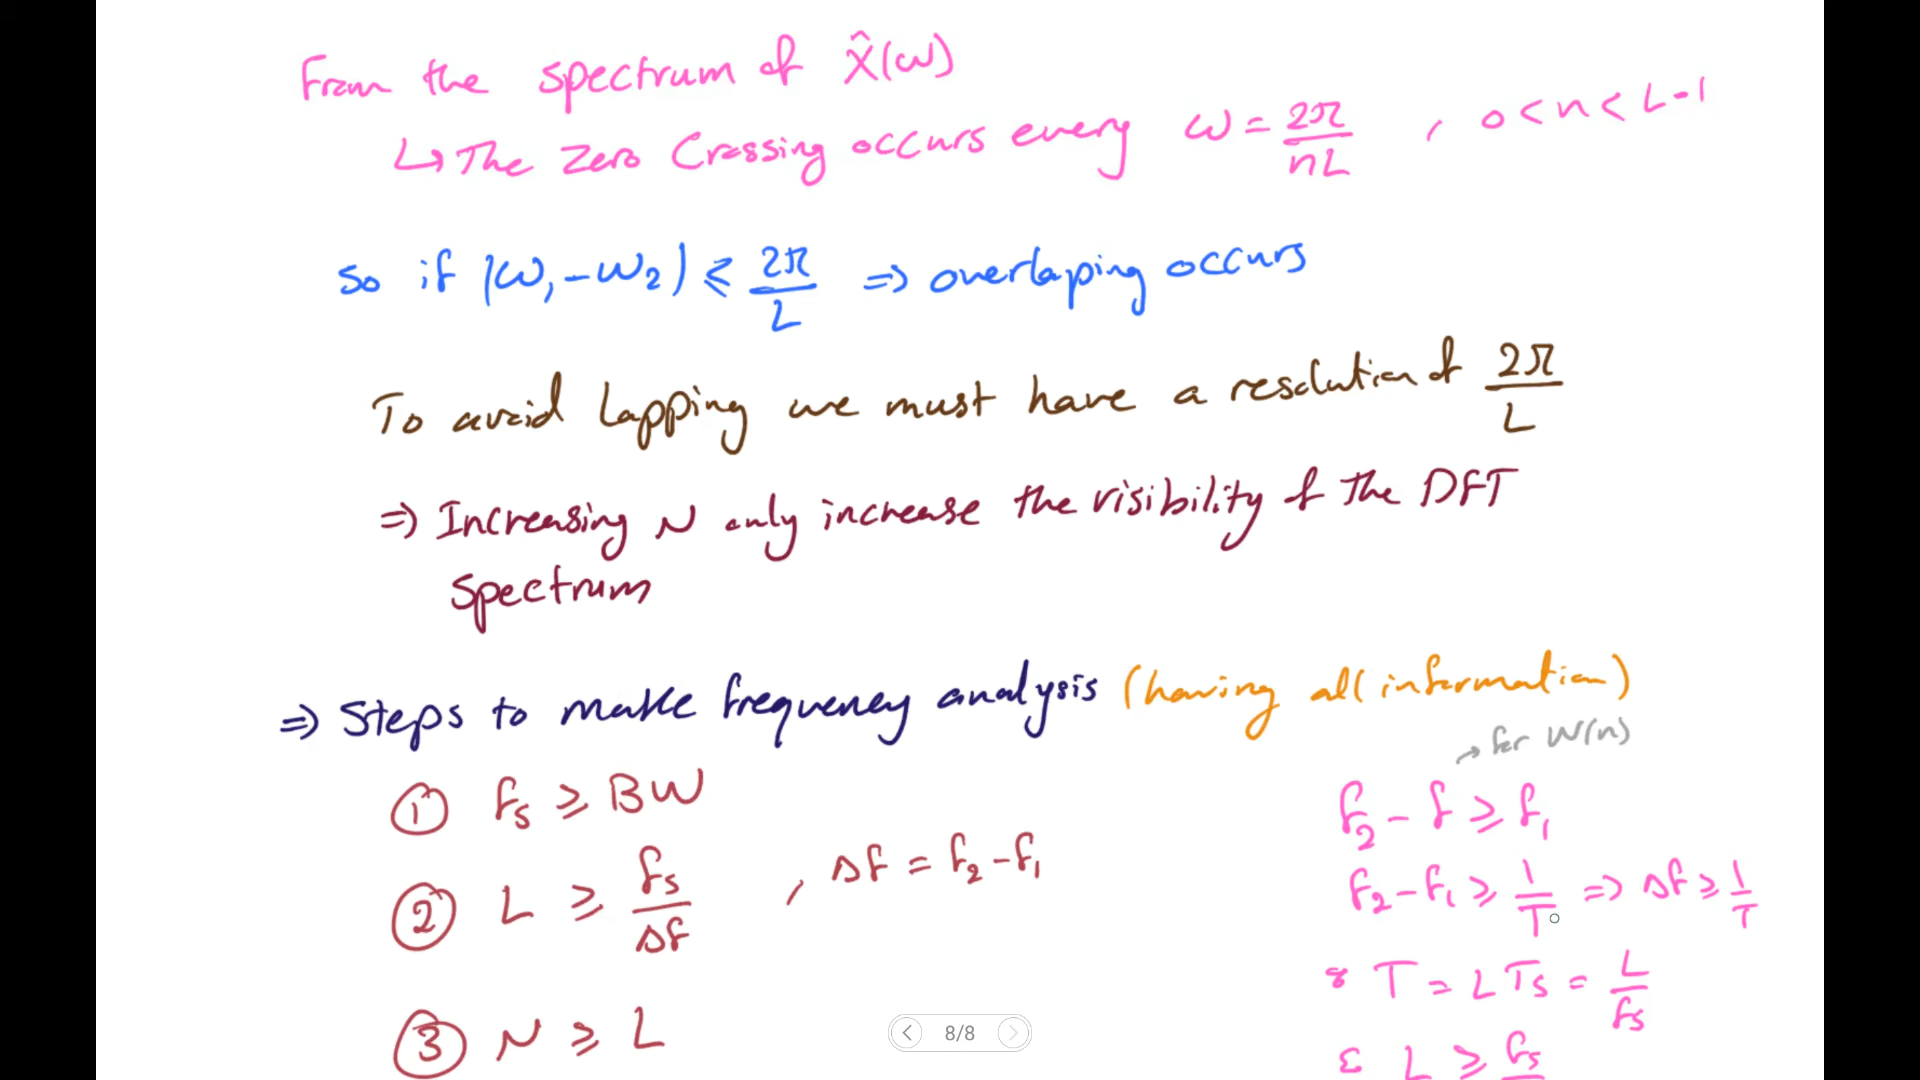 From the spectrum of X̂(ω)
↳ The zero crossing occurs every ω = 2π/nL , 0 < n < L-1
so if |ω₁ - ω₂| ⩽ 2π/L ⇒ overlaping occurs
To avoid Lapping we must have a resolution of 2π/L
⇒ Increasing N only increase the visibility of the DFT
spectrum
⇒ Steps to make frequency analysis (having all information)
→ for W(n)
① fs ⩾ BW
② L ⩾ fs/Δf , Δf = f₂ - f₁
③ N ⩾ L
f₂ - f ⩾ f₁
f₂ - f₁ ⩾ 1/T ⇒ Δf ⩾ 1/T
& T = LTs = L/fs
& L ⩾ fs
8/8